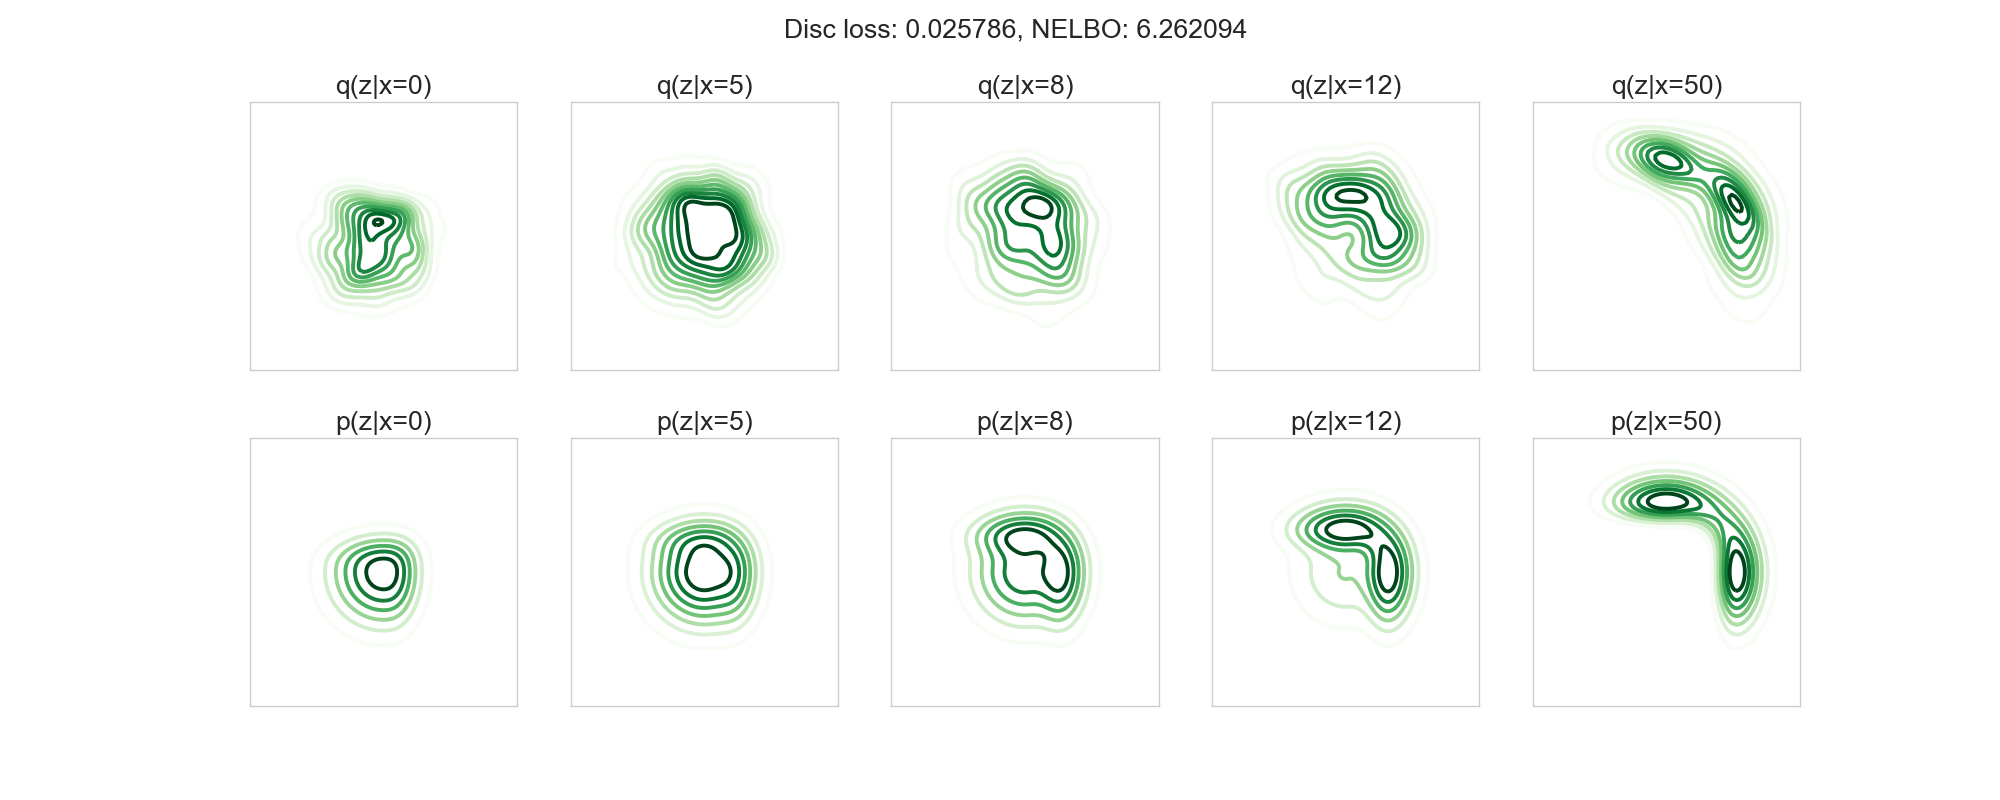 Disc loss: 0.025786, NELBO: 6.262094
q(z|x=0) q(z|x=5) q(z|x=8) q(z|x=12) q(z|x=50)
p(z|x=0) p(z|x=5) p(z|x=8) p(z|x=12) p(z|x=50)